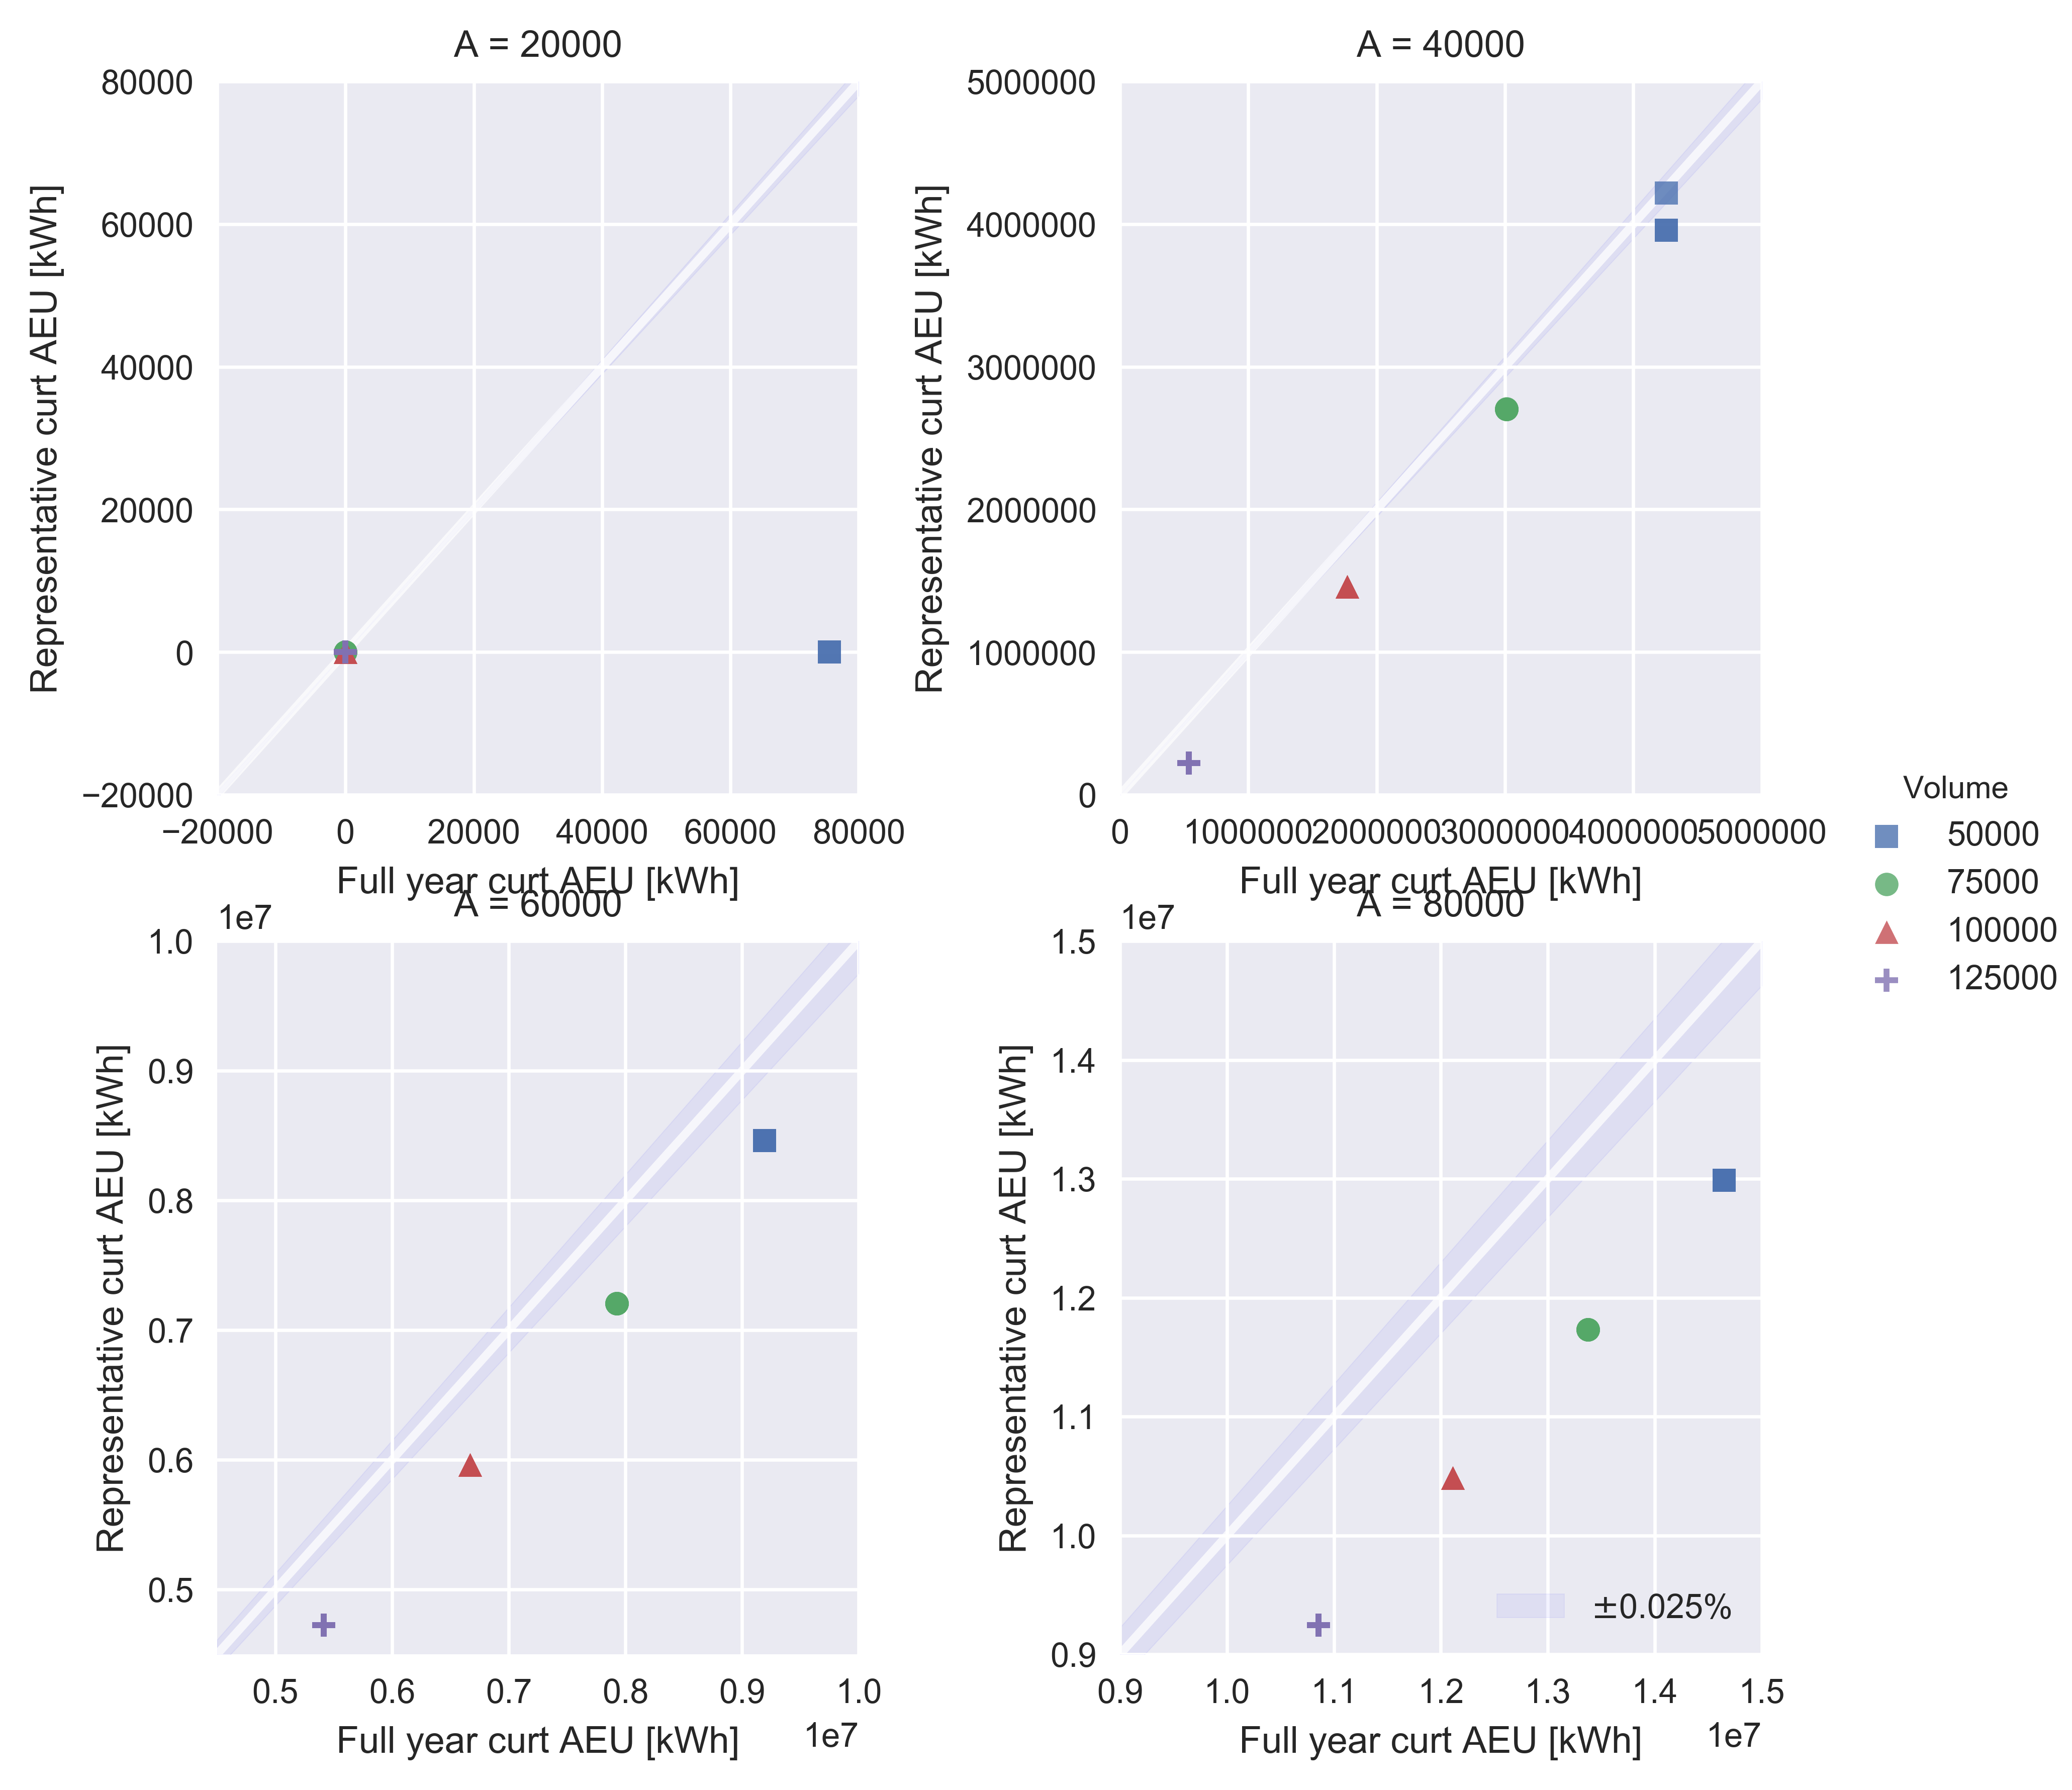 A = 20000
80000
60000
40000
20000
0
−20000
Representative curt AEU [kWh]
−20000 0 20000 40000 60000 80000
Full year curt AEU [kWh]
A = 40000
5000000
4000000
3000000
2000000
1000000
0
Representative curt AEU [kWh]
0 1000000 2000000 3000000 4000000 5000000
Full year curt AEU [kWh]
Volume
50000
75000
100000
125000
A = 60000
1e7
1.0
0.9
0.8
0.7
0.6
0.5
Representative curt AEU [kWh]
0.5 0.6 0.7 0.8 0.9 1.0
1e7
Full year curt AEU [kWh]
A = 80000
1e7
1.5
1.4
1.3
1.2
1.1
1.0
0.9
Representative curt AEU [kWh]
±0.025%
0.9 1.0 1.1 1.2 1.3 1.4 1.5
1e7
Full year curt AEU [kWh]